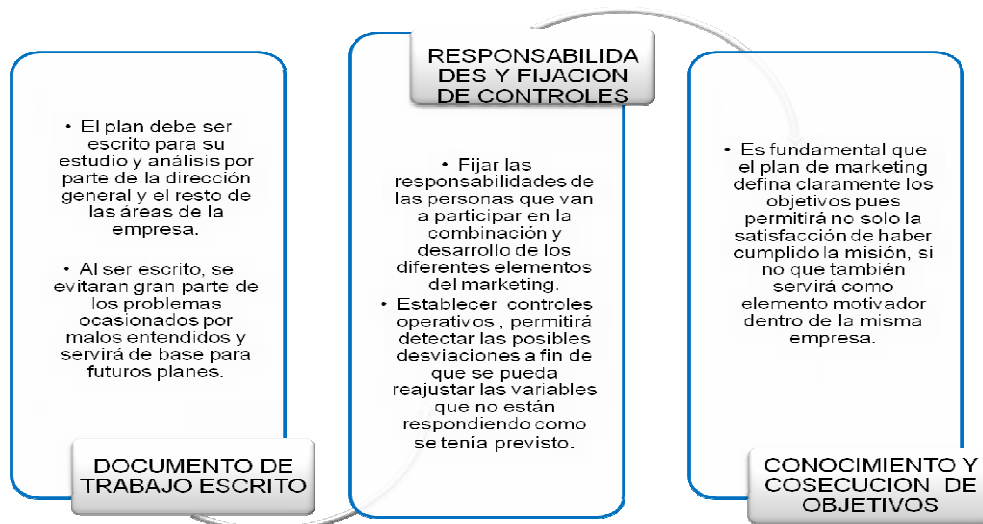 • El plan debe ser
escrito para su
estudio y análisis por
parte de la dirección
general y el resto de
las áreas de la
empresa.
• Al ser escrito, se
evitaran gran parte de
los problemas
ocasionados por
malos entendidos y
servirá de base para
futuros planes.
DOCUMENTO DE
TRABAJO ESCRITO
RESPONSABILIDA
DES Y FIJACION
DE CONTROLES
• Fijar las
responsabilidades de
las personas que van
a participar en la
combinación y
desarrollo de los
diferentes elementos
del marketing.
• Establecer controles
operativos , permitirá
detectar las posibles
desviaciones a fin de
que se pueda
reajustar las variables
que no están
respondiendo como
se tenía previsto.
• Es fundamental que
el plan de marketing
defina claramente los
objetivos pues
permitirá no solo la
satisfacción de haber
cumplido la misión, si
no que también
servirá como
elemento motivador
dentro de la misma
empresa.
CONOCIMIENTO Y
COSECUCION DE
OBJETIVOS